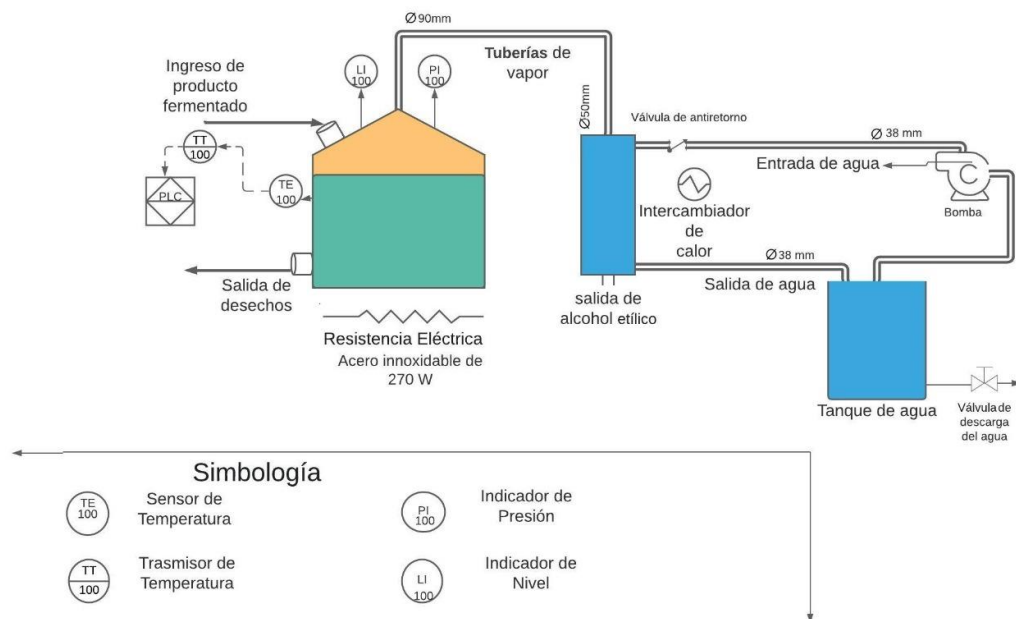 Ø90mm
Tuberías de
vapor
LI
100
PI
100
Ingreso de
producto
fermentado
TT
100
TE
100
PLC
Salida de
desechos
Resistencia Eléctrica
Acero innoxidable de
270 W
Ø50mm
Válvula de antiretorno
Ø 38 mm
Entrada de agua
C
Bomba
Intercambiador
de
calor
Ø38 mm
Salida de agua
salida de
alcohol etílico
Tanque de agua
Válvula de
descarga
del agua
Simbología
TE
100
Sensor de
Temperatura
PI
100
Indicador de
Presión
TT
100
Trasmisor de
Temperatura
LI
100
Indicador de
Nivel